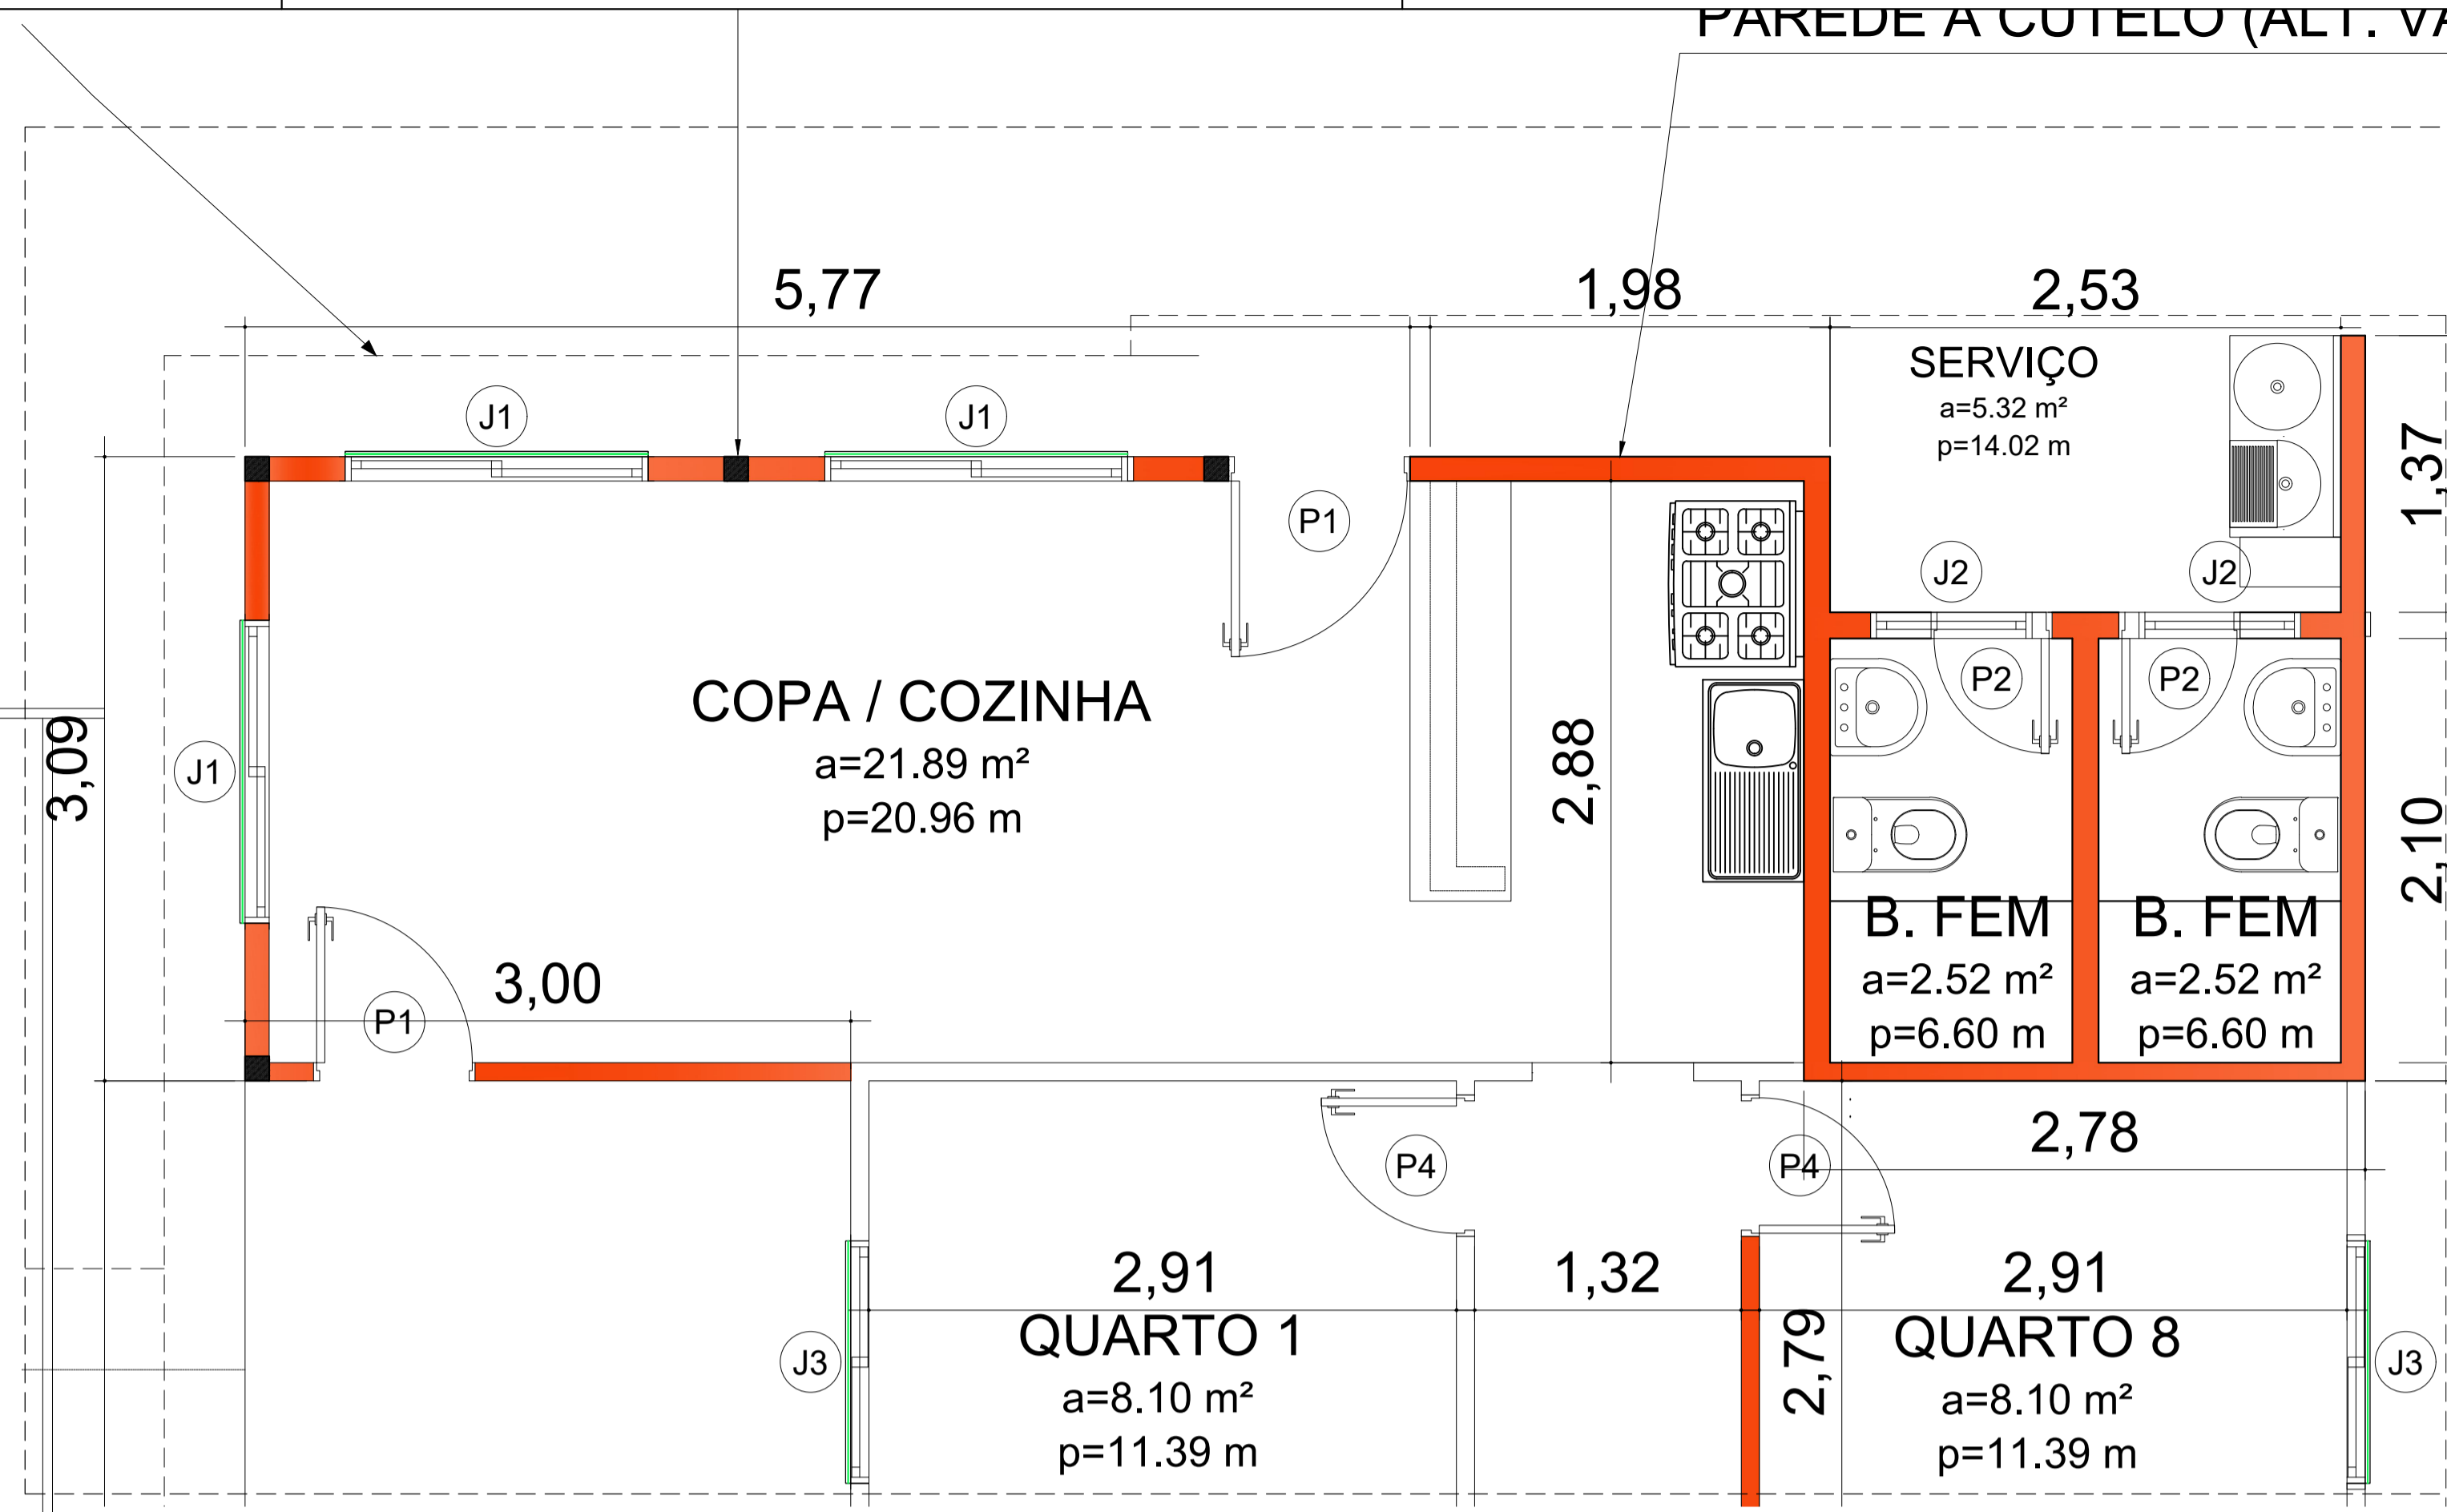 PAREDE A CUTELO (ALT. VA
5,77
1,98
2,53
SERVIÇO
a=5.32 m²
p=14.02 m
J1
J1
1,37
P1
J2
J2
COPA / COZINHA
a=21.89 m²
p=20.96 m
P2
P2
3,09
J1
2,88
2,10
B. FEM
a=2.52 m²
p=6.60 m
B. FEM
a=2.52 m²
p=6.60 m
3,00
P1
2,78
P4
P4
2,91
1,32
2,91
QUARTO 1
a=8.10 m²
p=11.39 m
2,79
QUARTO 8
a=8.10 m²
p=11.39 m
J3
J3